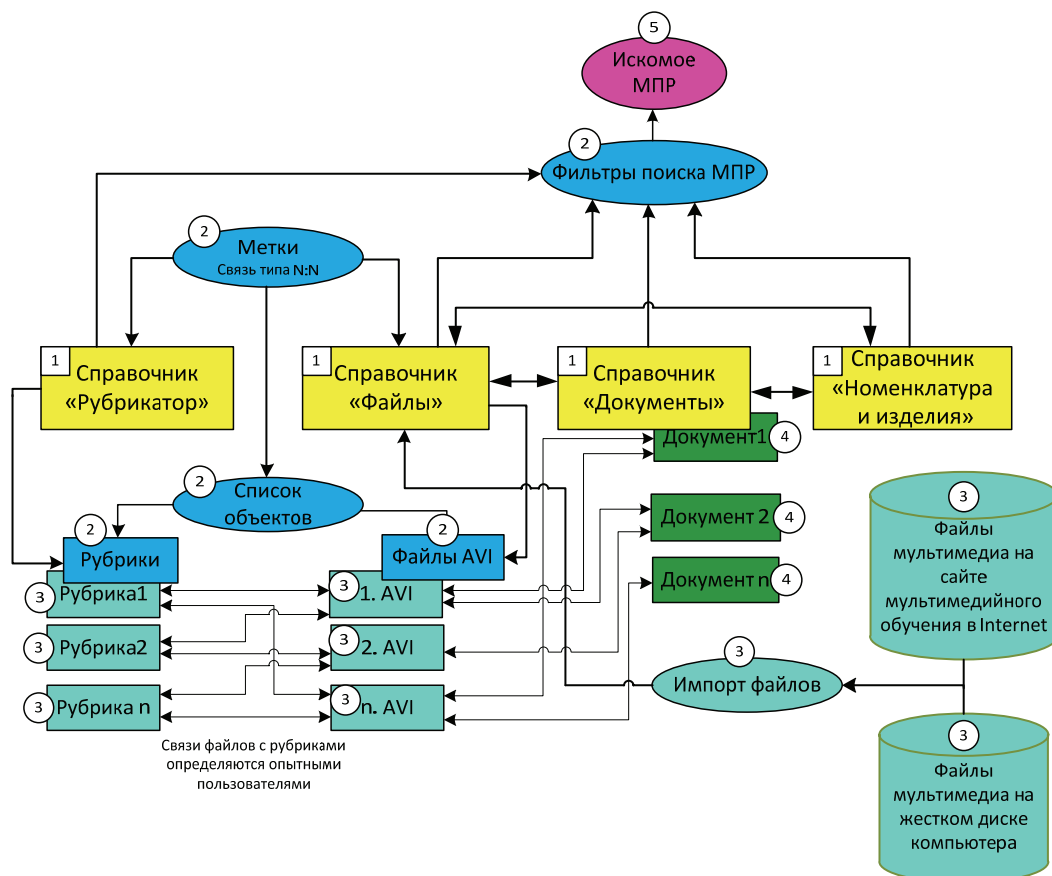 5
Искомое
МПР
2
Фильтры поиска МПР
2
Метки
Связь типа N:N
1
Справочник
«Рубрикатор»
1
Справочник
«Файлы»
1
Справочник
«Документы»
1
Справочник
«Номенклатура
и изделия»
Документ1
4
2
Список
объектов
2
Рубрики
2
Файлы AVI
Документ 2
4
Документ n
4
3
Файлы
мультимедиа на
сайте
мультимедийного
обучения в Internet
3
Рубрика1
3
1. AVI
3
Рубрика2
3
2. AVI
3
Рубрика n
3
n. AVI
3
Импорт файлов
Связи файлов с рубриками
определяются опытными
пользователями
3
Файлы
мультимедиа на
жестком диске
компьютера